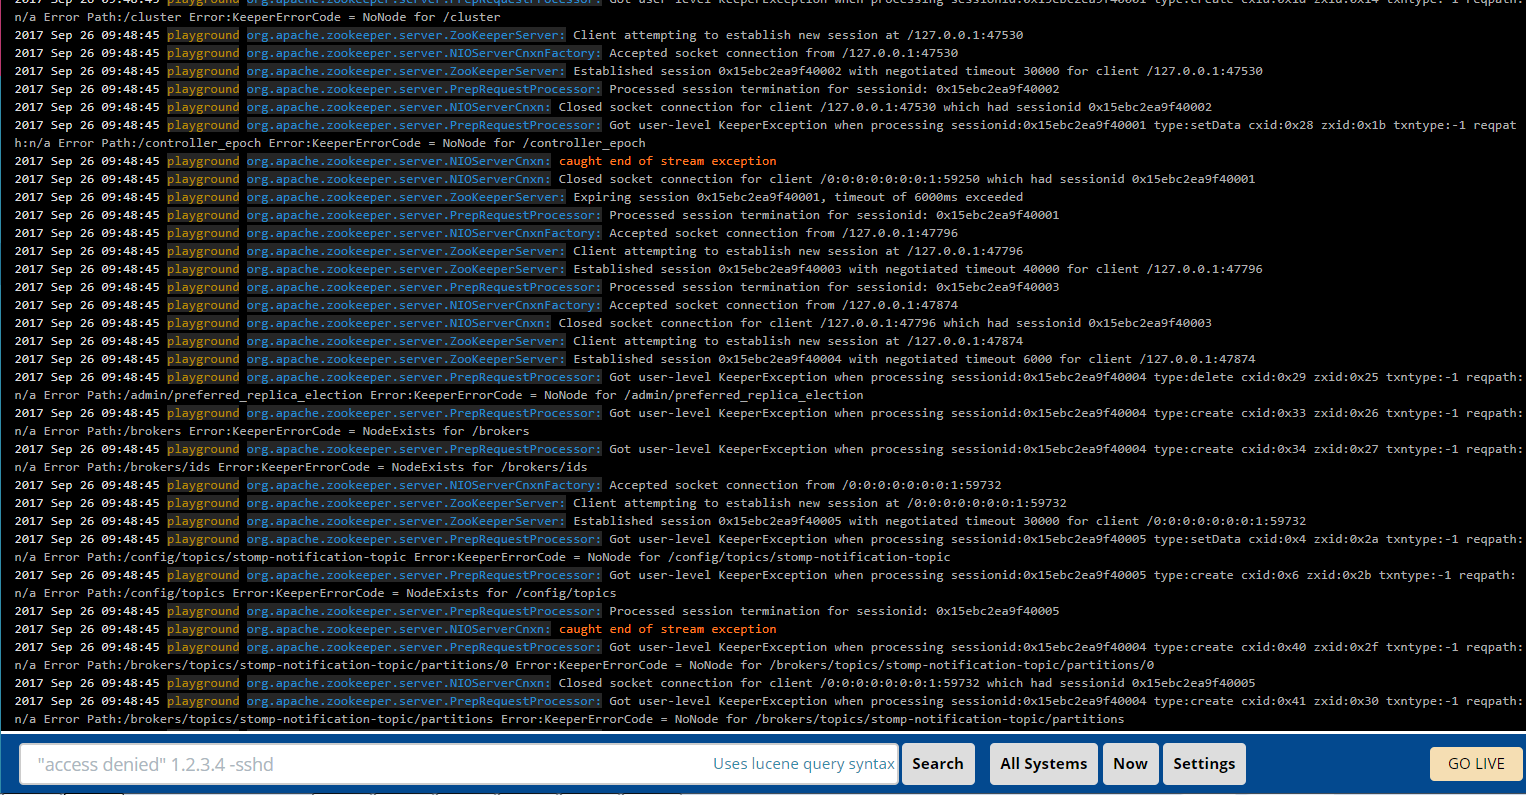 2017 Sep 26 09:48:45 playground org.apache.zookeeper.server.PrepRequestProcessor: Got user-level KeeperException when processing sessionid:0x15ebc2ea9f40001 type:create cxid:0x1d zxid:0x14 txntype:-1 reqpath:
n/a Error Path:/cluster Error:KeeperErrorCode = NoNode for /cluster
2017 Sep 26 09:48:45 playground org.apache.zookeeper.server.ZooKeeperServer: Client attempting to establish new session at /127.0.0.1:47530
2017 Sep 26 09:48:45 playground org.apache.zookeeper.server.NIOServerCnxnFactory: Accepted socket connection from /127.0.0.1:47530
2017 Sep 26 09:48:45 playground org.apache.zookeeper.server.ZooKeeperServer: Established session 0x15ebc2ea9f40002 with negotiated timeout 30000 for client /127.0.0.1:47530
2017 Sep 26 09:48:45 playground org.apache.zookeeper.server.PrepRequestProcessor: Processed session termination for sessionid: 0x15ebc2ea9f40002
2017 Sep 26 09:48:45 playground org.apache.zookeeper.server.NIOServerCnxn: Closed socket connection for client /127.0.0.1:47530 which had sessionid 0x15ebc2ea9f40002
2017 Sep 26 09:48:45 playground org.apache.zookeeper.server.PrepRequestProcessor: Got user-level KeeperException when processing sessionid:0x15ebc2ea9f40001 type:setData cxid:0x28 zxid:0x1b txntype:-1 reqpat
h:n/a Error Path:/controller_epoch Error:KeeperErrorCode = NoNode for /controller_epoch
2017 Sep 26 09:48:45 playground org.apache.zookeeper.server.NIOServerCnxn: caught end of stream exception
2017 Sep 26 09:48:45 playground org.apache.zookeeper.server.NIOServerCnxn: Closed socket connection for client /0:0:0:0:0:0:0:1:59250 which had sessionid 0x15ebc2ea9f40001
2017 Sep 26 09:48:45 playground org.apache.zookeeper.server.ZooKeeperServer: Expiring session 0x15ebc2ea9f40001, timeout of 6000ms exceeded
2017 Sep 26 09:48:45 playground org.apache.zookeeper.server.PrepRequestProcessor: Processed session termination for sessionid: 0x15ebc2ea9f40001
2017 Sep 26 09:48:45 playground org.apache.zookeeper.server.NIOServerCnxnFactory: Accepted socket connection from /127.0.0.1:47796
2017 Sep 26 09:48:45 playground org.apache.zookeeper.server.ZooKeeperServer: Client attempting to establish new session at /127.0.0.1:47796
2017 Sep 26 09:48:45 playground org.apache.zookeeper.server.ZooKeeperServer: Established session 0x15ebc2ea9f40003 with negotiated timeout 40000 for client /127.0.0.1:47796
2017 Sep 26 09:48:45 playground org.apache.zookeeper.server.PrepRequestProcessor: Processed session termination for sessionid: 0x15ebc2ea9f40003
2017 Sep 26 09:48:45 playground org.apache.zookeeper.server.NIOServerCnxnFactory: Accepted socket connection from /127.0.0.1:47874
2017 Sep 26 09:48:45 playground org.apache.zookeeper.server.NIOServerCnxn: Closed socket connection for client /127.0.0.1:47796 which had sessionid 0x15ebc2ea9f40003
2017 Sep 26 09:48:45 playground org.apache.zookeeper.server.ZooKeeperServer: Client attempting to establish new session at /127.0.0.1:47874
2017 Sep 26 09:48:45 playground org.apache.zookeeper.server.ZooKeeperServer: Established session 0x15ebc2ea9f40004 with negotiated timeout 6000 for client /127.0.0.1:47874
2017 Sep 26 09:48:45 playground org.apache.zookeeper.server.PrepRequestProcessor: Got user-level KeeperException when processing sessionid:0x15ebc2ea9f40004 type:delete cxid:0x29 zxid:0x25 txntype:-1 reqpath:
n/a Error Path:/admin/preferred_replica_election Error:KeeperErrorCode = NoNode for /admin/preferred_replica_election
2017 Sep 26 09:48:45 playground org.apache.zookeeper.server.PrepRequestProcessor: Got user-level KeeperException when processing sessionid:0x15ebc2ea9f40004 type:create cxid:0x33 zxid:0x26 txntype:-1 reqpath:
n/a Error Path:/brokers Error:KeeperErrorCode = NodeExists for /brokers
2017 Sep 26 09:48:45 playground org.apache.zookeeper.server.PrepRequestProcessor: Got user-level KeeperException when processing sessionid:0x15ebc2ea9f40004 type:create cxid:0x34 zxid:0x27 txntype:-1 reqpath:
n/a Error Path:/brokers/ids Error:KeeperErrorCode = NodeExists for /brokers/ids
2017 Sep 26 09:48:45 playground org.apache.zookeeper.server.NIOServerCnxnFactory: Accepted socket connection from /0:0:0:0:0:0:0:1:59732
2017 Sep 26 09:48:45 playground org.apache.zookeeper.server.ZooKeeperServer: Client attempting to establish new session at /0:0:0:0:0:0:0:1:59732
2017 Sep 26 09:48:45 playground org.apache.zookeeper.server.ZooKeeperServer: Established session 0x15ebc2ea9f40005 with negotiated timeout 30000 for client /0:0:0:0:0:0:0:1:59732
2017 Sep 26 09:48:45 playground org.apache.zookeeper.server.PrepRequestProcessor: Got user-level KeeperException when processing sessionid:0x15ebc2ea9f40005 type:setData cxid:0x4 zxid:0x2a txntype:-1 reqpath:
n/a Error Path:/config/topics/stomp-notification-topic Error:KeeperErrorCode = NoNode for /config/topics/stomp-notification-topic
2017 Sep 26 09:48:45 playground org.apache.zookeeper.server.PrepRequestProcessor: Got user-level KeeperException when processing sessionid:0x15ebc2ea9f40005 type:create cxid:0x6 zxid:0x2b txntype:-1 reqpath:
n/a Error Path:/config/topics Error:KeeperErrorCode = NodeExists for /config/topics
2017 Sep 26 09:48:45 playground org.apache.zookeeper.server.PrepRequestProcessor: Processed session termination for sessionid: 0x15ebc2ea9f40005
2017 Sep 26 09:48:45 playground org.apache.zookeeper.server.NIOServerCnxn: caught end of stream exception
2017 Sep 26 09:48:45 playground org.apache.zookeeper.server.PrepRequestProcessor: Got user-level KeeperException when processing sessionid:0x15ebc2ea9f40004 type:create cxid:0x40 zxid:0x2f txntype:-1 reqpath:
n/a Error Path:/brokers/topics/stomp-notification-topic/partitions/0 Error:KeeperErrorCode = NoNode for /brokers/topics/stomp-notification-topic/partitions/0
2017 Sep 26 09:48:45 playground org.apache.zookeeper.server.NIOServerCnxn: Closed socket connection for client /0:0:0:0:0:0:0:1:59732 which had sessionid 0x15ebc2ea9f40005
2017 Sep 26 09:48:45 playground org.apache.zookeeper.server.PrepRequestProcessor: Got user-level KeeperException when processing sessionid:0x15ebc2ea9f40004 type:create cxid:0x41 zxid:0x30 txntype:-1 reqpath:
n/a Error Path:/brokers/topics/stomp-notification-topic/partitions Error:KeeperErrorCode = NoNode for /brokers/topics/stomp-notification-topic/partitions
"access denied" 1.2.3.4 -sshd Uses lucene query syntax Search All Systems Now Settings GO LIVE